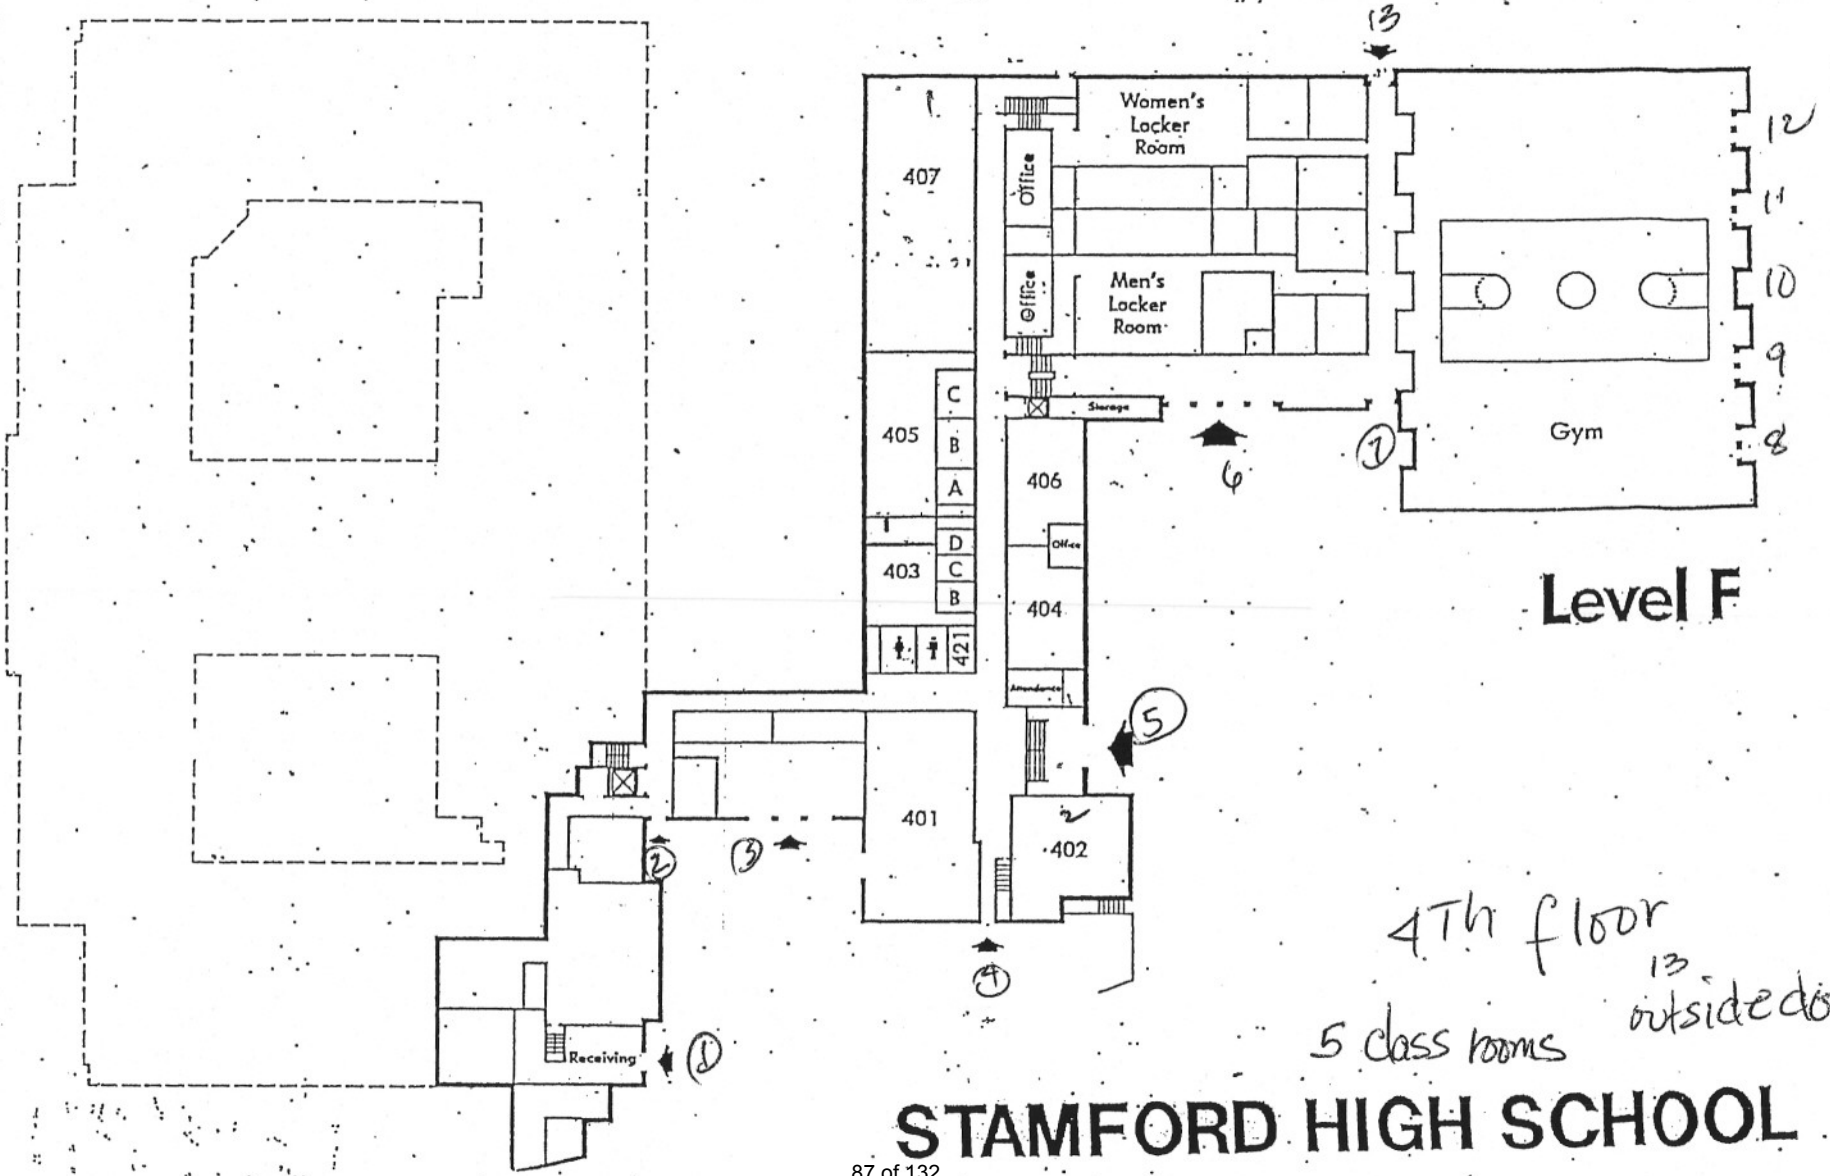 13
Women's
Locker
Room
12
407
Office
11
Men's
Locker
Room
Office
10
9
C
405
B
A
Storage
7
Gym
8
6
406
D
Office
403
C
B
404
Level F
421
Attendance
5
2
401
402
2
3
4
4Th floor
13
outside do
5 class rooms
Receiving
1
STAMFORD HIGH SCHOOL
87 of 132